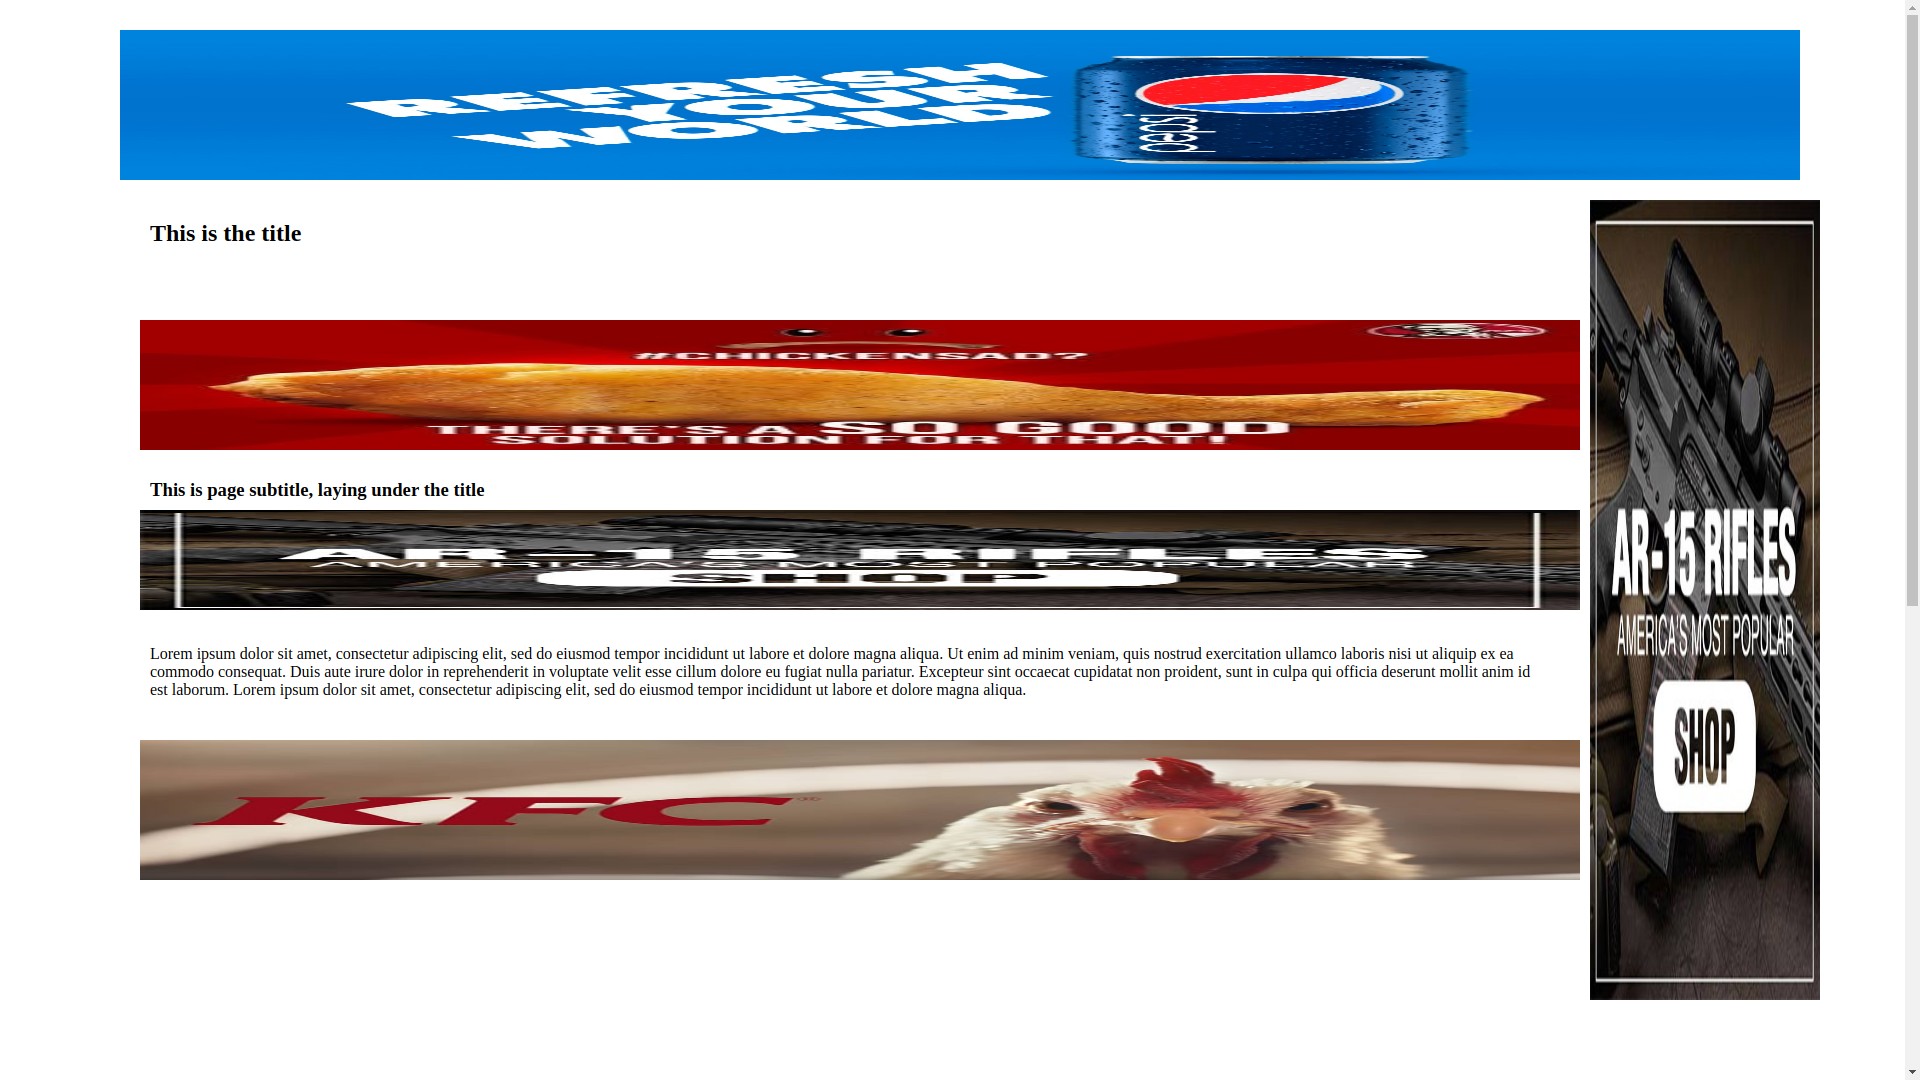 REFRESH
YOUR
WORLD
pepsi
This is the title
#CHICKENSAD?
THERE'S A SO GOOD
SOLUTION FOR THAT!
This is page subtitle, laying under the title
AR-15 RIFLES
AMERICA'S MOST POPULAR
SHOP
Lorem ipsum dolor sit amet, consectetur adipiscing elit, sed do eiusmod tempor incididunt ut labore et dolore magna aliqua. Ut enim ad minim veniam, quis nostrud exercitation ullamco laboris nisi ut aliquip ex ea
commodo consequat. Duis aute irure dolor in reprehenderit in voluptate velit esse cillum dolore eu fugiat nulla pariatur. Excepteur sint occaecat cupidatat non proident, sunt in culpa qui officia deserunt mollit anim id
est laborum. Lorem ipsum dolor sit amet, consectetur adipiscing elit, sed do eiusmod tempor incididunt ut labore et dolore magna aliqua.
KFC®
AR-15 RIFLES
AMERICA'S MOST POPULAR
SHOP